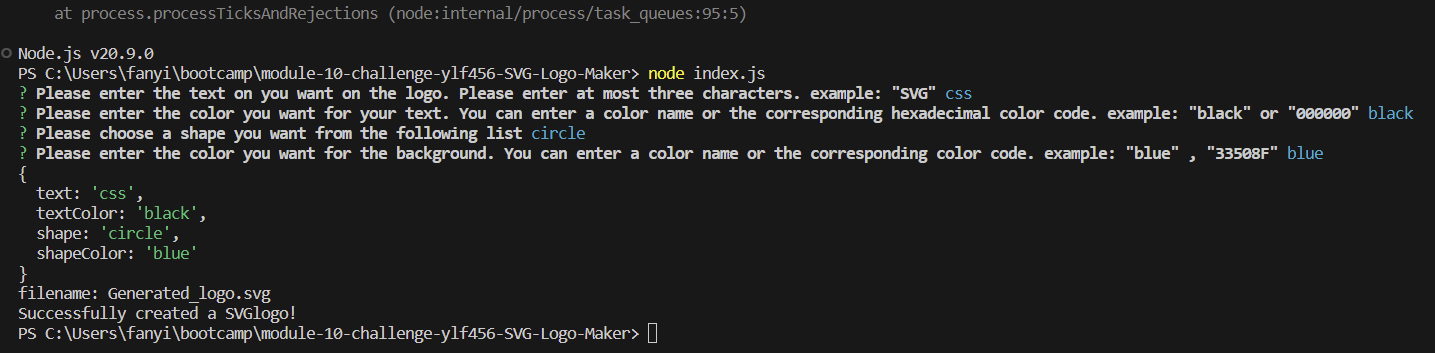 at process.processTicksAndRejections (node:internal/process/task_queues:95:5)
Node.js v20.9.0
PS C:\Users\fanyi\bootcamp\module-10-challenge-ylf456-SVG-Logo-Maker> node index.js
? Please enter the text on you want on the logo. Please enter at most three characters. example: "SVG" css
? Please enter the color you want for your text. You can enter a color name or the corresponding hexadecimal color code. example: "black" or "000000" black
? Please choose a shape you want from the following list circle
? Please enter the color you want for the background. You can enter a color name or the corresponding color code. example: "blue" , "33508F" blue
{
  text: 'css',
  textColor: 'black',
  shape: 'circle',
  shapeColor: 'blue'
}
filename: Generated_logo.svg
Successfully created a SVGlogo!
PS C:\Users\fanyi\bootcamp\module-10-challenge-ylf456-SVG-Logo-Maker>